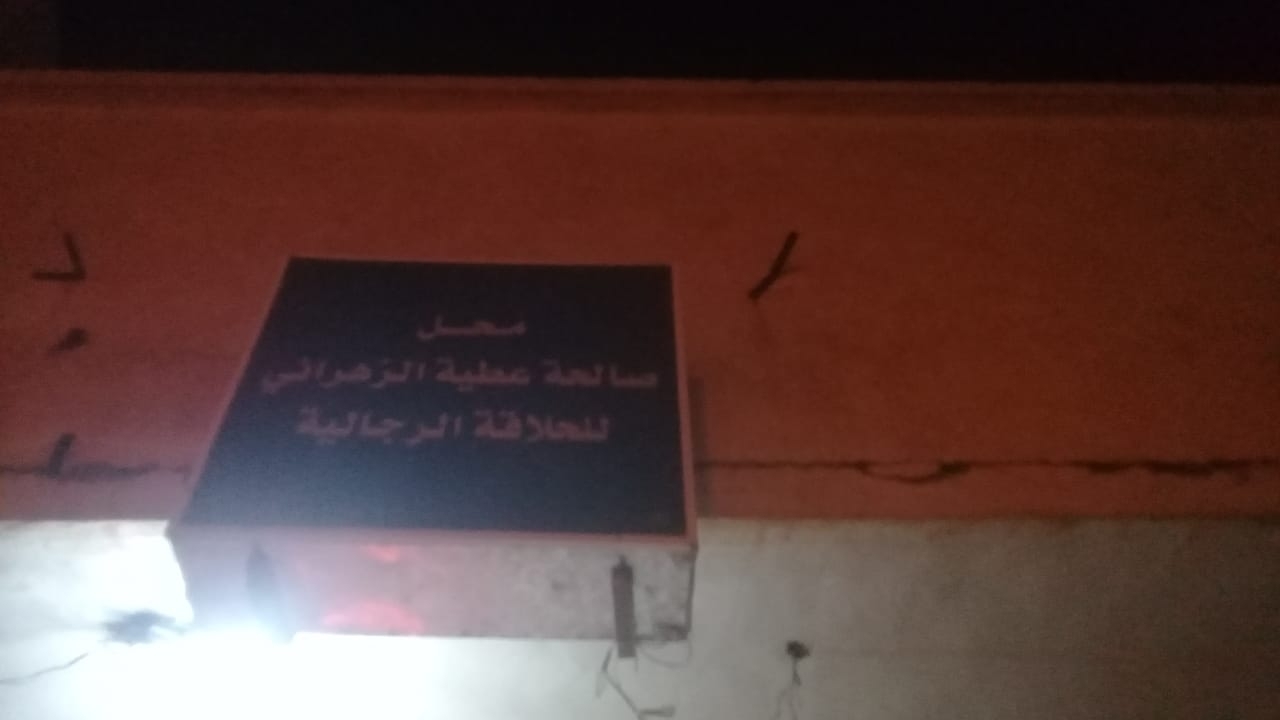 محل
صالحة عطية الزهراني
للحلاقة الرجالية